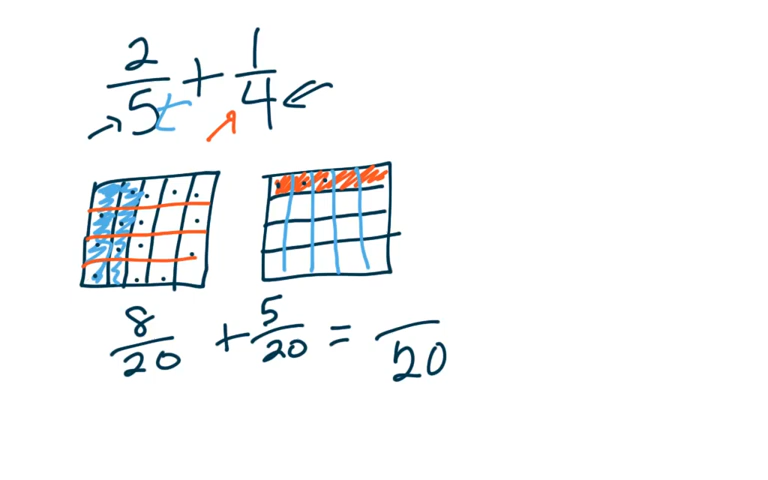 2/5 + 1/4
8/20 + 5/20 = /20